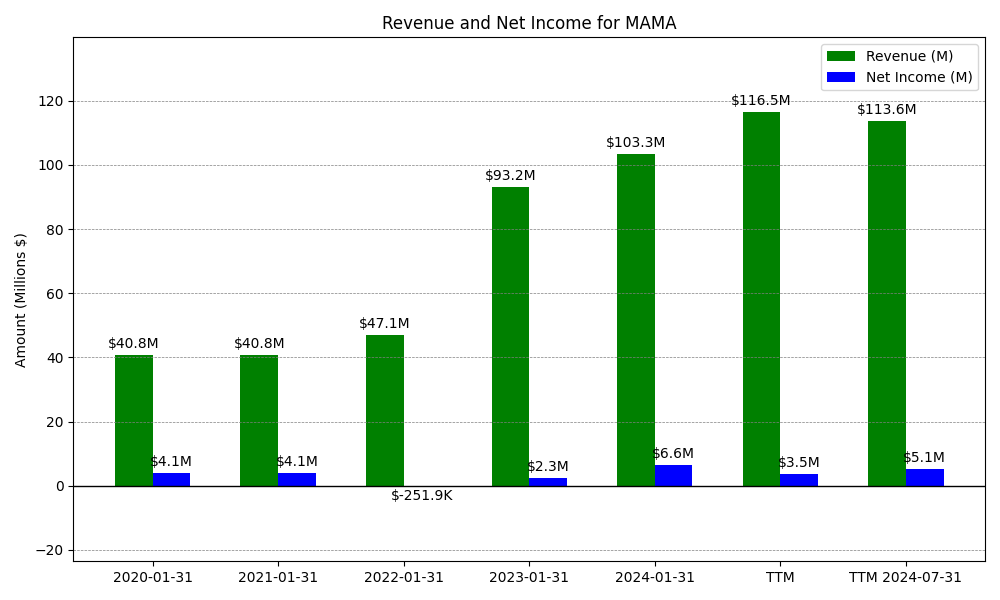 Revenue and Net Income for MAMA
Revenue (M)
Net Income (M)
Amount (Millions $)
120
100
80
60
40
20
0
−20
$40.8M
$4.1M
$40.8M
$4.1M
$47.1M
$-251.9K
$93.2M
$2.3M
$103.3M
$6.6M
$116.5M
$3.5M
$113.6M
$5.1M
2020-01-31
2021-01-31
2022-01-31
2023-01-31
2024-01-31
TTM
TTM 2024-07-31